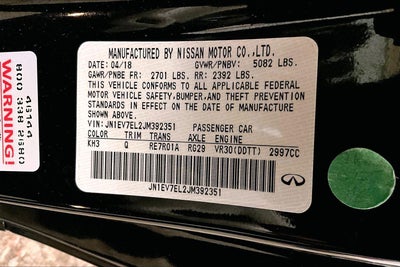 MANUFACTURED BY NISSAN MOTOR CO.,LTD.
DATE: 04/18 GVWR/PNBV: 5082 LBS.
GAWR/PNBE FR: 2701 LBS. RR: 2392 LBS.
THIS VEHICLE CONFORMS TO ALL APPLICABLE FEDERAL
MOTOR VEHICLE SAFETY,BUMPER,AND THEFT PREVENTION
STANDARDS IN EFFECT ON THE DATE OF MANUFACTURE
SHOWN ABOVE.
VIN:JN1EV7EL2JM392351 PASSENGER CAR
COLOR TRIM TRANS AXLE ENGINE
KH3 Q RE7R01A RG29 VR30(DDTT) 2997CC
JN1EV7EL2JM392351
INFINITI
WARNING!
46144